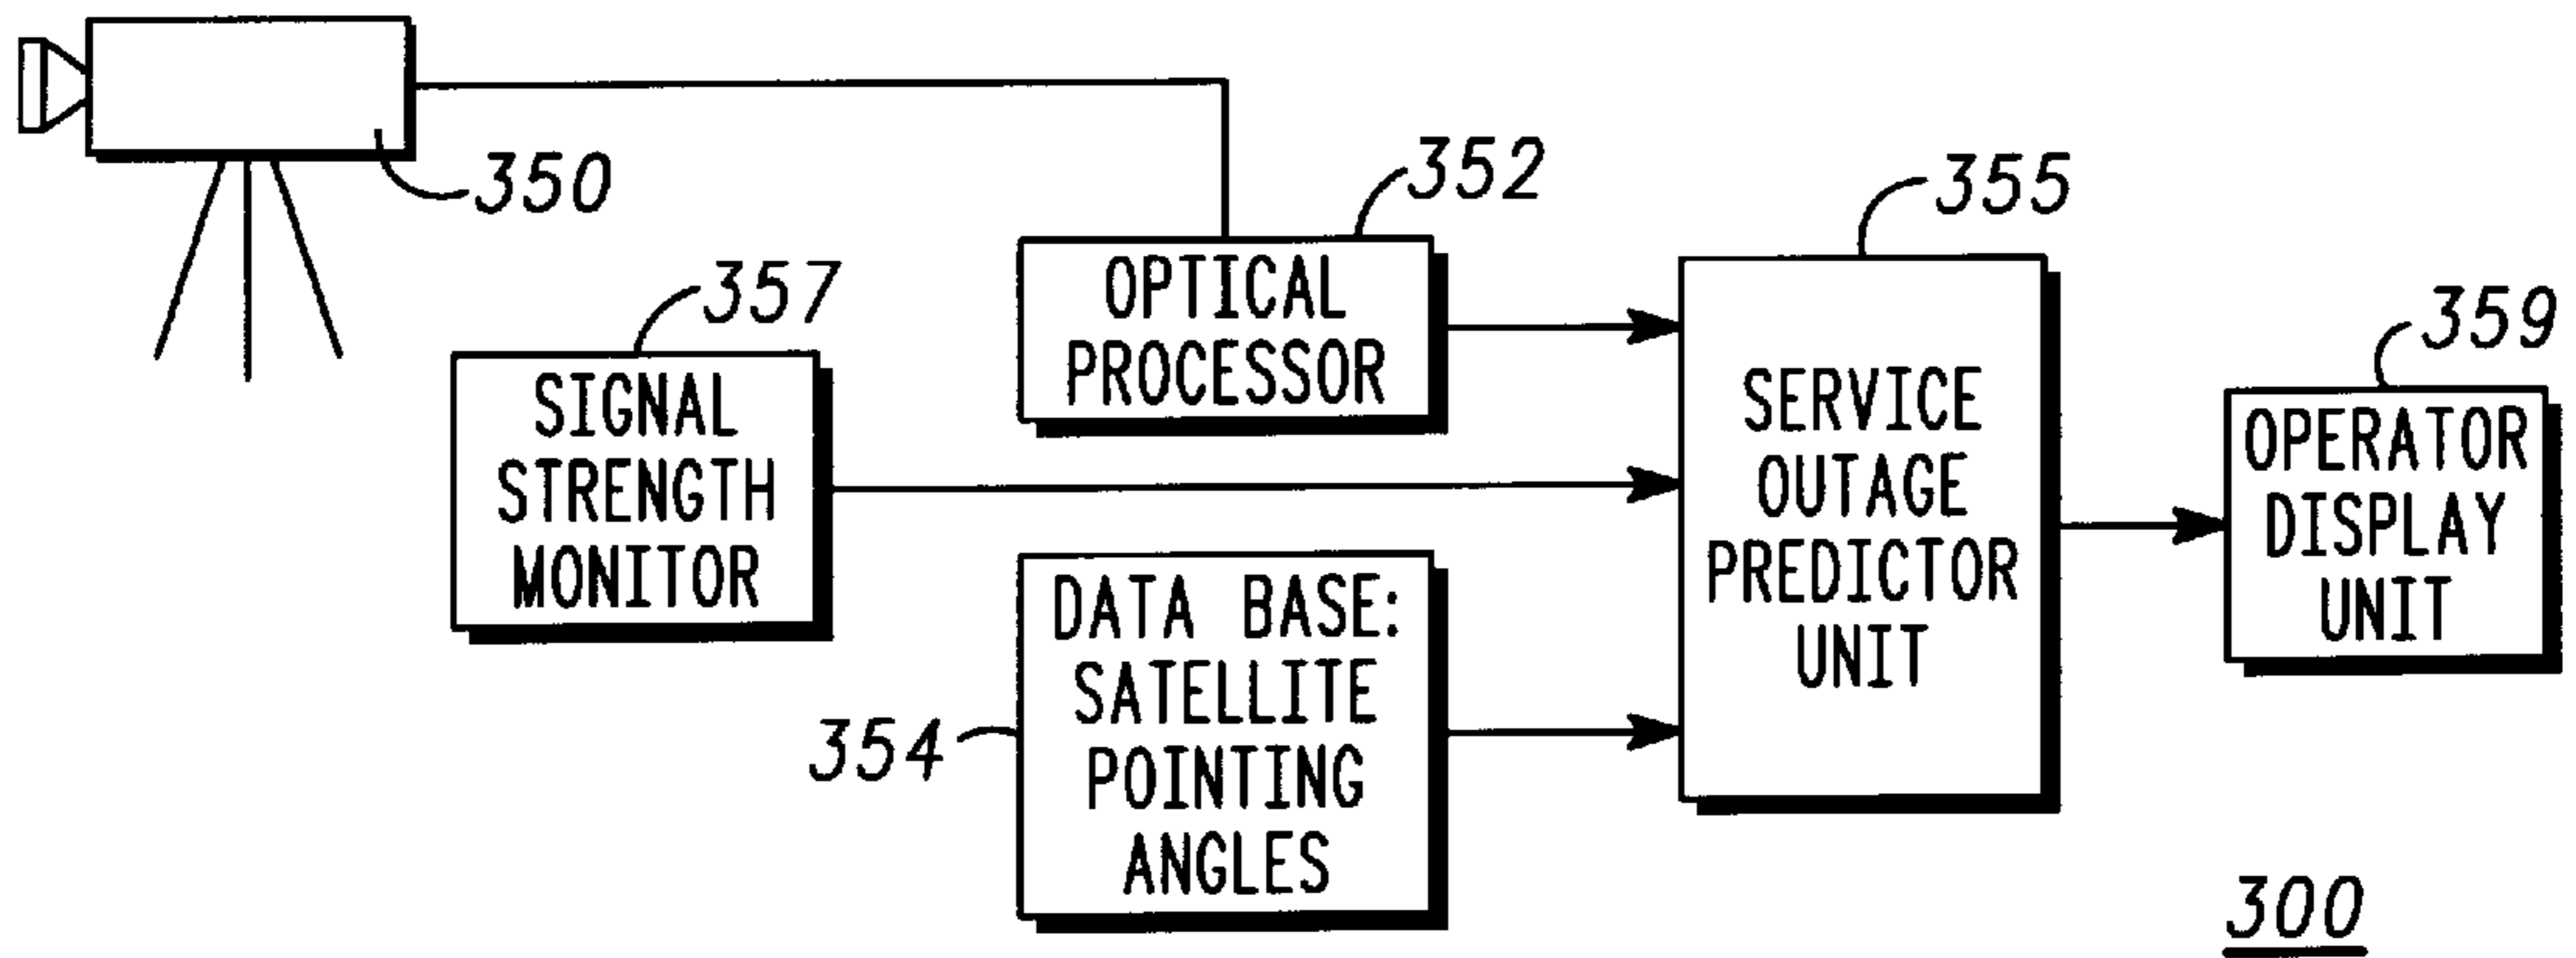 350
352
355
357
359
OPTICAL
PROCESSOR
SIGNAL
STRENGTH
MONITOR
SERVICE
OUTAGE
PREDICTOR
UNIT
OPERATOR
DISPLAY
UNIT
354
DATA BASE:
SATELLITE
POINTING
ANGLES
300